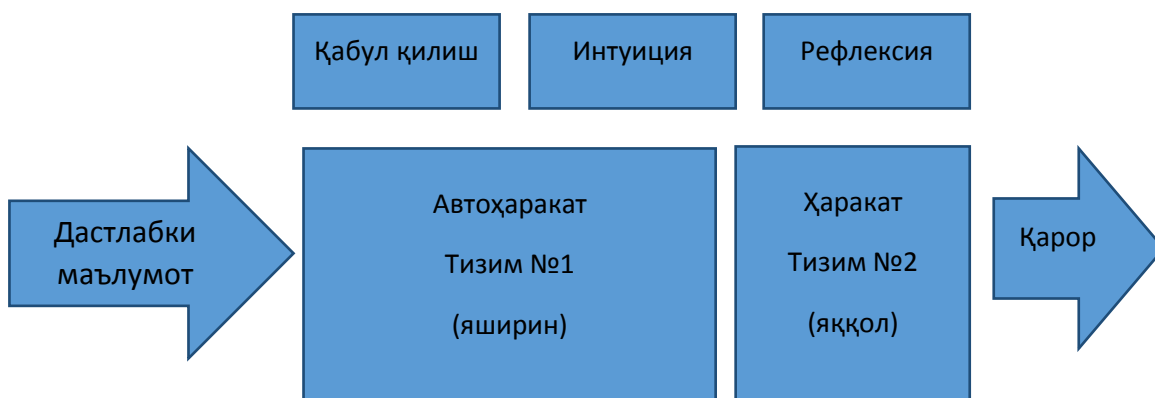 Қабул қилиш
Интуиция
Рефлексия
Дастлабки
маълумот
Автоҳаракат
Тизим №1
(яширин)
Ҳаракат
Тизим №2
(яққол)
Қарор